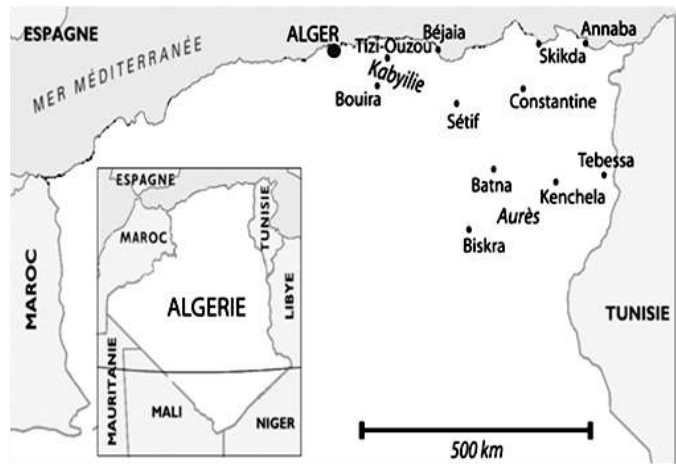 ESPAGNE
MER MÉDITERRANÉE
ALGER
Tizi-Ouzou
Béjaia
Skikda
Annaba
Kabyilie
Bouira
Sétif
Constantine
Batna
Kenchela
Tebessa
Aurès
Biskra
MAROC
TUNISIE
ESPAGNE
MAROC
TUNISIE
ALGERIE
LIBYE
MAURITANIE
MALI
NIGER
500 km